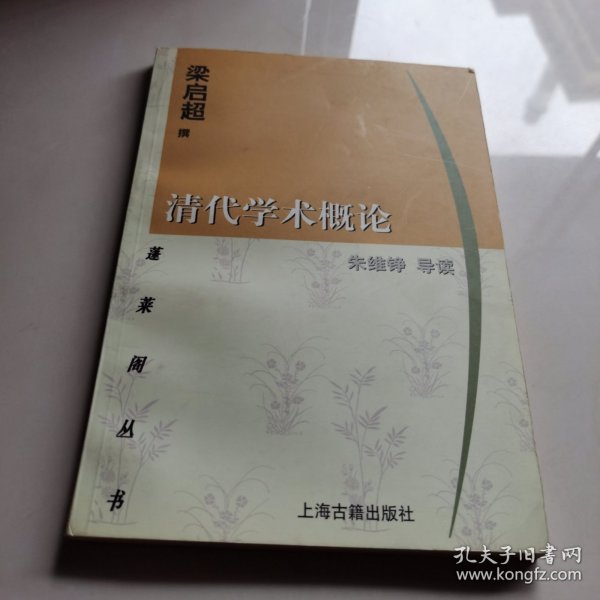 梁启超 撰
清代学术概论
朱维铮 导读
蓬莱阁丛书
上海古籍出版社
孔夫子旧书网
www.kongfz.com